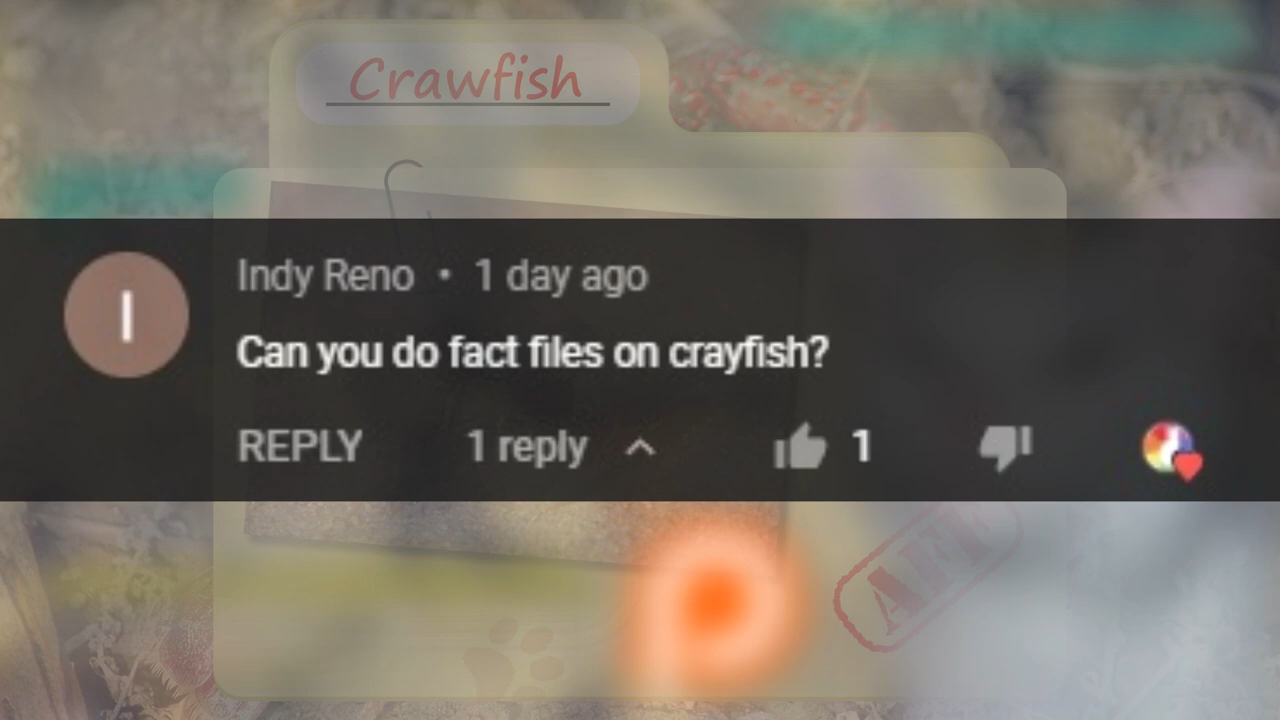 Crawfish
I
Indy Reno • 1 day ago
Can you do fact files on crayfish?
REPLY 1 reply 1